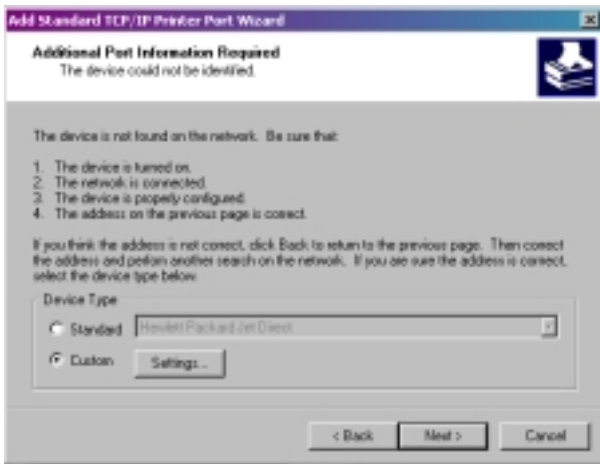 Add Standard TCP/IP Printer Port Wizard
Additional Port Information Required
The device could not be identified.
The device is not found on the network. Be sure that:
1. The device is turned on.
2. The network is connected.
3. The device is properly configured.
4. The address on the previous page is correct.
If you think the address is not correct, click Back to return to the previous page. Then correct
the address and perform another search on the network. If you are sure the address is correct,
select the device type below.
Device Type
Standard Hewlett Packard Jet Direct
Custom Settings...
< Back Next > Cancel